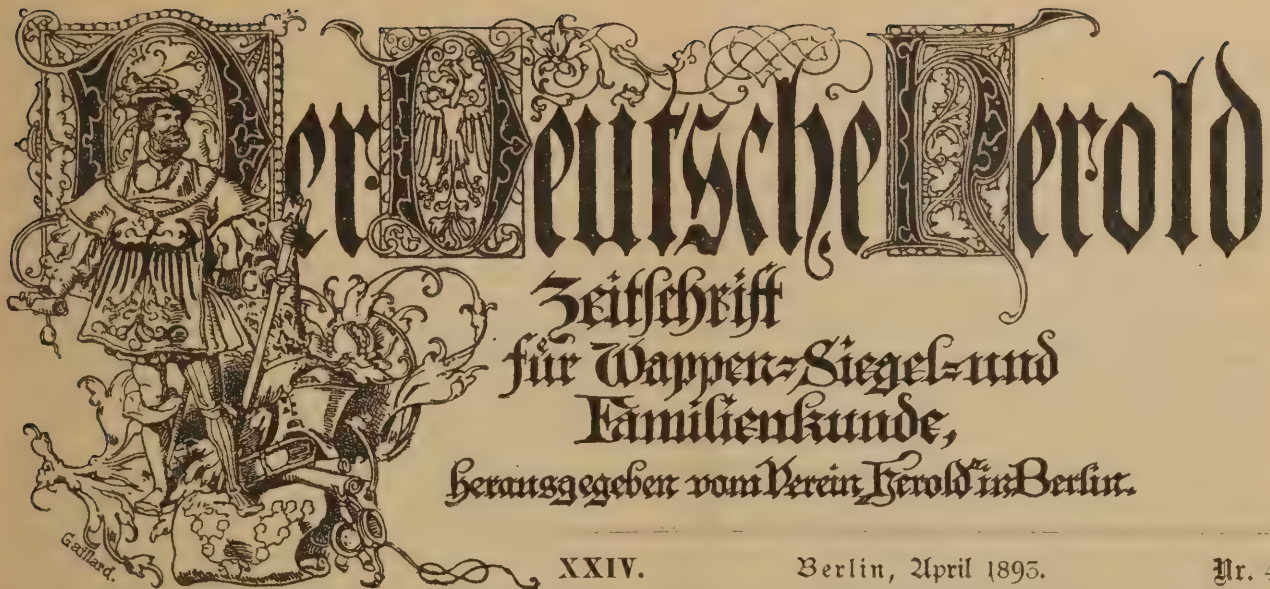 Der Deutsche Herold
Zeitschrift
für Wappen-Siegel-und
Familienkunde,
herausgegeben vom Verein „Herold“ in Berlin.
Gaillard.
XXIV. Berlin, April 1893. Nr. 4